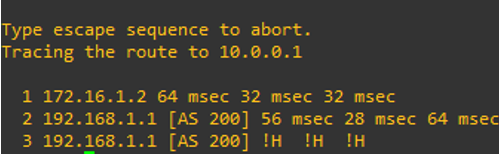 Type escape sequence to abort.
Tracing the route to 10.0.0.1
1 172.16.1.2 64 msec 32 msec 32 msec
2 192.168.1.1 [AS 200] 56 msec 28 msec 64 msec
3 192.168.1.1 [AS 200] !H !H !H